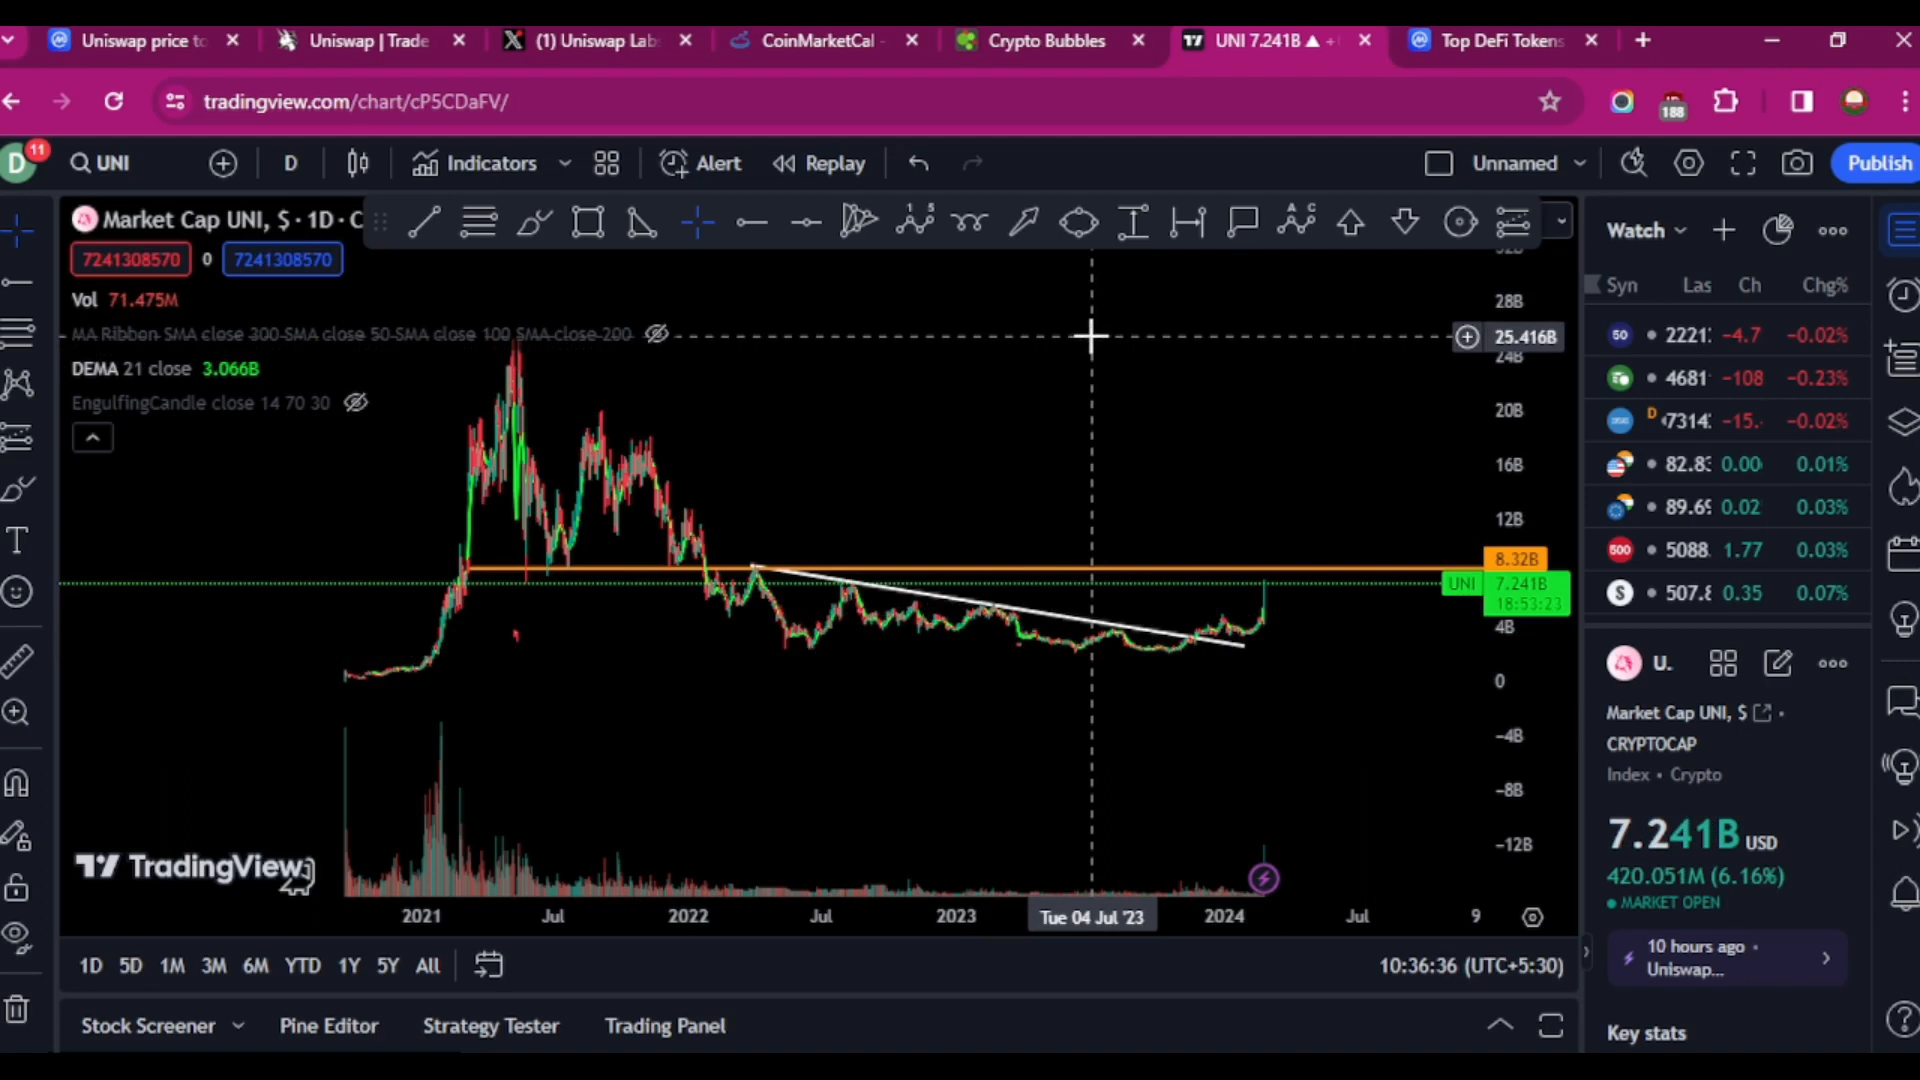 Uniswap price to
Uniswap | Trade
(1) Uniswap Labs
CoinMarketCal -
Crypto Bubbles
UNI 7.241B ▲ +
Top DeFi Tokens
tradingview.com/chart/cP5CDaFV/
188
D
11
UNI
D
Indicators
Alert
Replay
Unnamed
Publish
Market Cap UNI, $ · 1D · C
7241308570
0
7241308570
Vol 71.475M
MA Ribbon SMA close 300 SMA close 50 SMA close 100 SMA close 200
DEMA 21 close 3.066B
EngulfingCandle close 14 70 30
32B
28B
25.416B
24B
20B
16B
12B
8.32B
UNI 7.241B
18:53:23
4B
0
−4B
−8B
−12B
TradingView
2021
Jul
2022
Jul
2023
Tue 04 Jul '23
2024
Jul
9
1D 5D 1M 3M 6M YTD 1Y 5Y All
10:36:36 (UTC+5:30)
Stock Screener
Pine Editor
Strategy Tester
Trading Panel
Watch
Syn Las Ch Chg%
50 2221 −4.7 −0.02%
4681 −108 −0.23%
D 7314 −15. −0.02%
82.83 0.00 0.01%
89.69 0.02 0.03%
500 5088. 1.77 0.03%
S 507.8 0.35 0.07%
U.
Market Cap UNI, $
CRYPTOCAP
Index • Crypto
7.241B USD
420.051M (6.16%)
MARKET OPEN
10 hours ago •
Uniswap...
Key stats